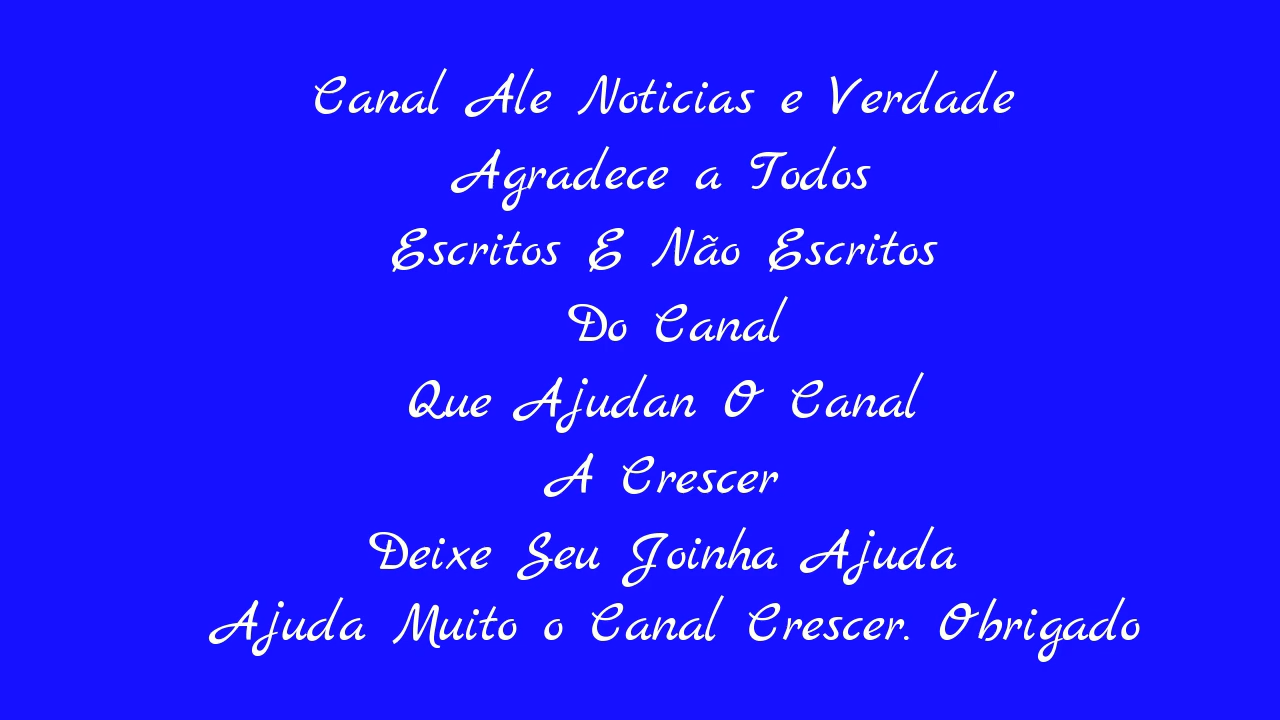 Canal Ale Noticias e Verdade
Agradece a Todos
Escritos E Não Escritos
Do Canal
Que Ajudan O Canal
A Crescer
Deixe Seu Joinha Ajuda
Ajuda Muito o Canal Crescer. Obrigado